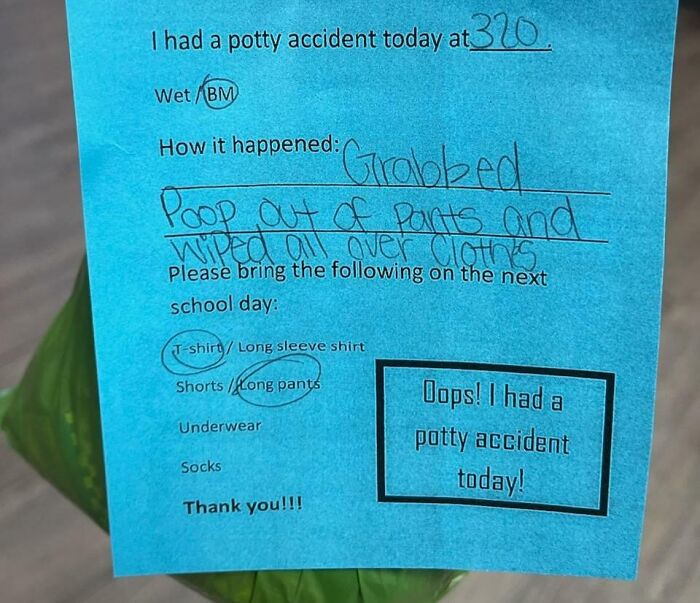 I had a potty accident today at 320.
Wet / BM
How it happened: Grabbed
Poop out of pants and
wiped all over Clothes
Please bring the following on the next
school day:
T-shirt / Long sleeve shirt
Shorts / Long pants
Underwear
Socks
Thank you!!!
Oops! I had a
potty accident
today!